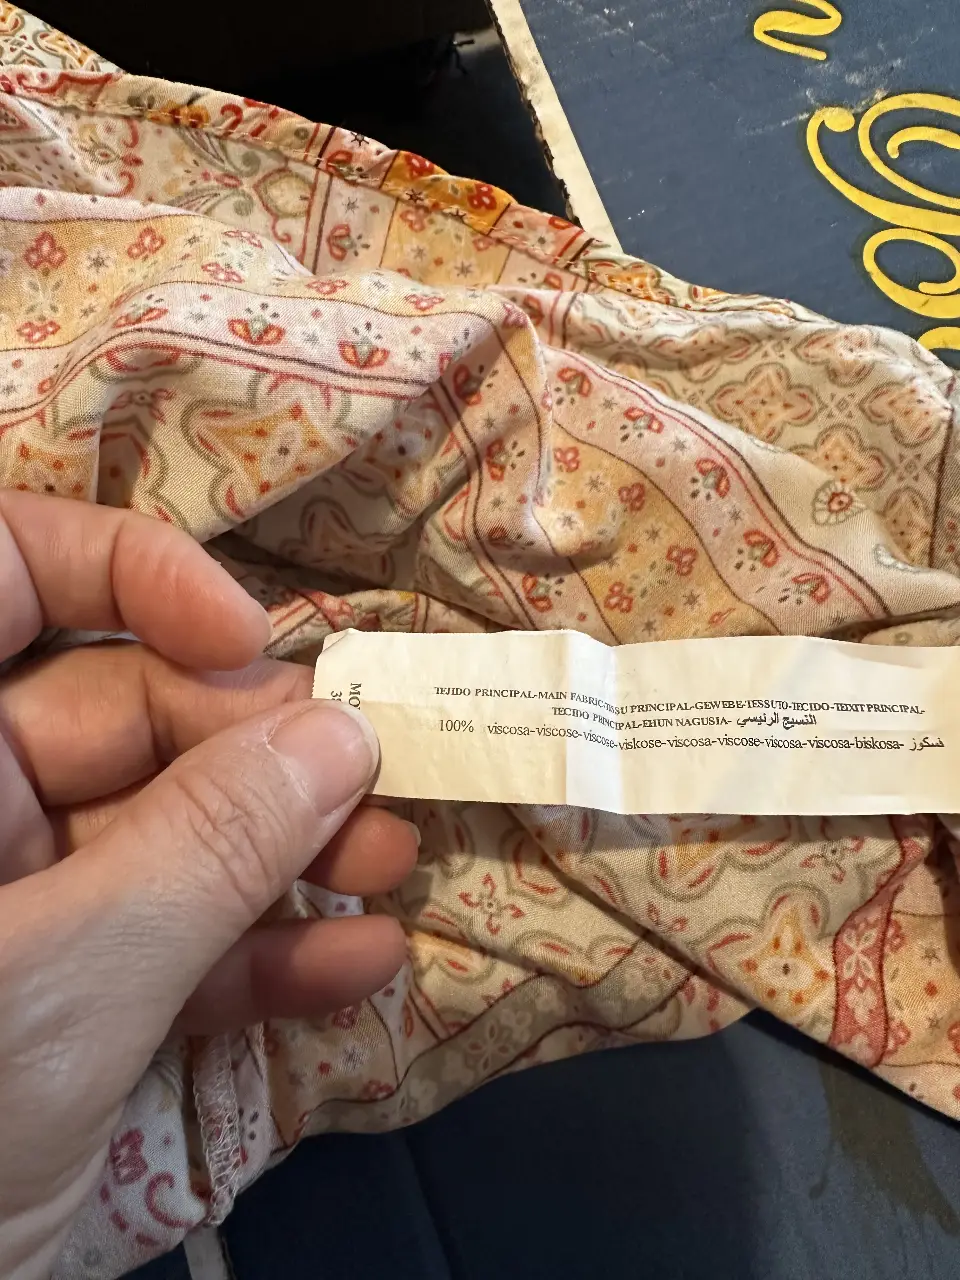 TEJIDO PRINCIPAL-MAIN FABRIC-TISSU PRINCIPAL-GEWEBE-TESSUTO-TECIDO-TEIXIT PRINCIPAL-
TECIDO PRINCIPAL-EHUN NAGUSIA- النسيج الرئيسي
100% viscosa-viscose-viscose-viskose-viscosa-viscose-viscosa-viscosa-biskosa- فسكوز